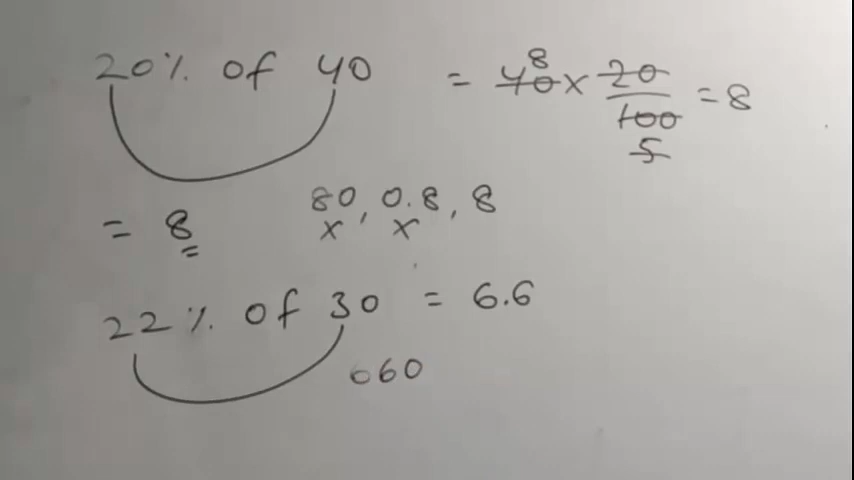 20% of 40 = 40 8 x 20/100 5 = 8
= 8 80, 0.8, 8
x x
22% of 30 = 6.6
660